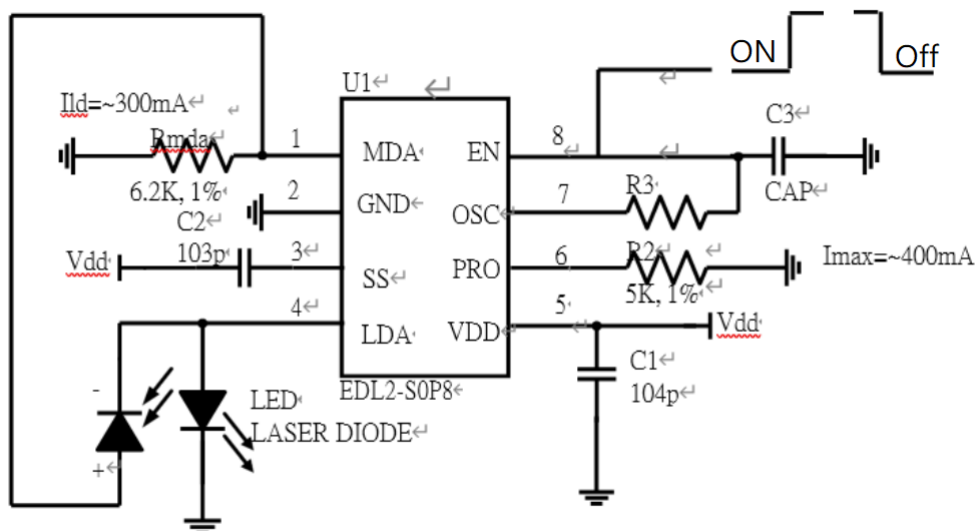 ON
Off
U1
Ild=~300mA
C3
Rmda
1
MDA
EN
8
CAP
6.2K, 1%
2
GND
OSC
7
R3
C2
103p
Vdd
3
SS
PRO
6
R2
5K, 1%
Imax=~400mA
4
LDA
VDD
5
Vdd
EDL2-S0P8
C1
104p
-
+
LED
LASER DIODE